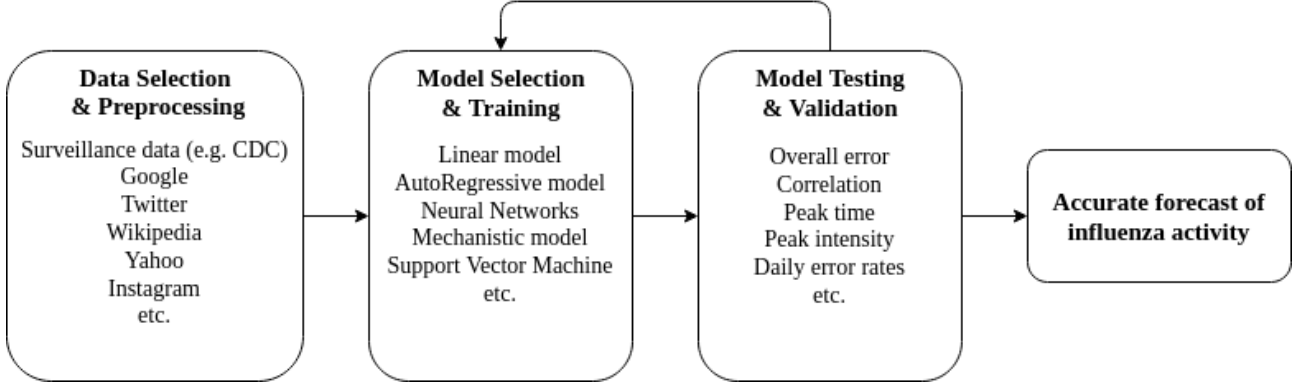 Data Selection
& Preprocessing
Surveillance data (e.g. CDC)
Google
Twitter
Wikipedia
Yahoo
Instagram
etc.
Model Selection
& Training
Linear model
AutoRegressive model
Neural Networks
Mechanistic model
Support Vector Machine
etc.
Model Testing
& Validation
Overall error
Correlation
Peak time
Peak intensity
Daily error rates
etc.
Accurate forecast of
influenza activity